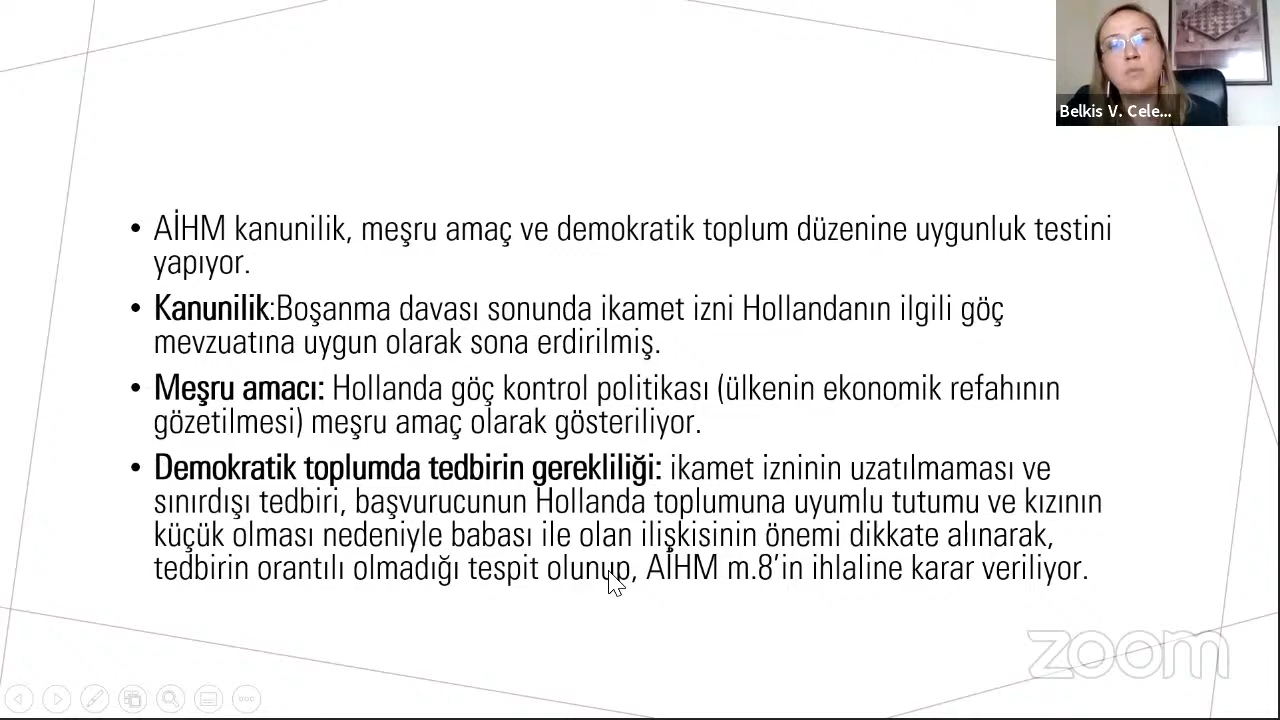 Belkis V. Cele...
• AİHM kanunilik, meşru amaç ve demokratik toplum düzenine uygunluk testini
yapıyor.
• Kanunilik:Boşanma davası sonunda ikamet izni Hollandanın ilgili göç
mevzuatına uygun olarak sona erdirilmiş.
• Meşru amacı: Hollanda göç kontrol politikası (ülkenin ekonomik refahının
gözetilmesi) meşru amaç olarak gösteriliyor.
• Demokratik toplumda tedbirin gerekliliği: ikamet izninin uzatılmaması ve
sınırdışı tedbiri, başvurucunun Hollanda toplumuna uyumlu tutumu ve kızının
küçük olması nedeniyle babası ile olan ilişkisinin önemi dikkate alınarak,
tedbirin orantılı olmadığı tespit olunup, AİHM m.8’in ihlaline karar veriliyor.
zoom